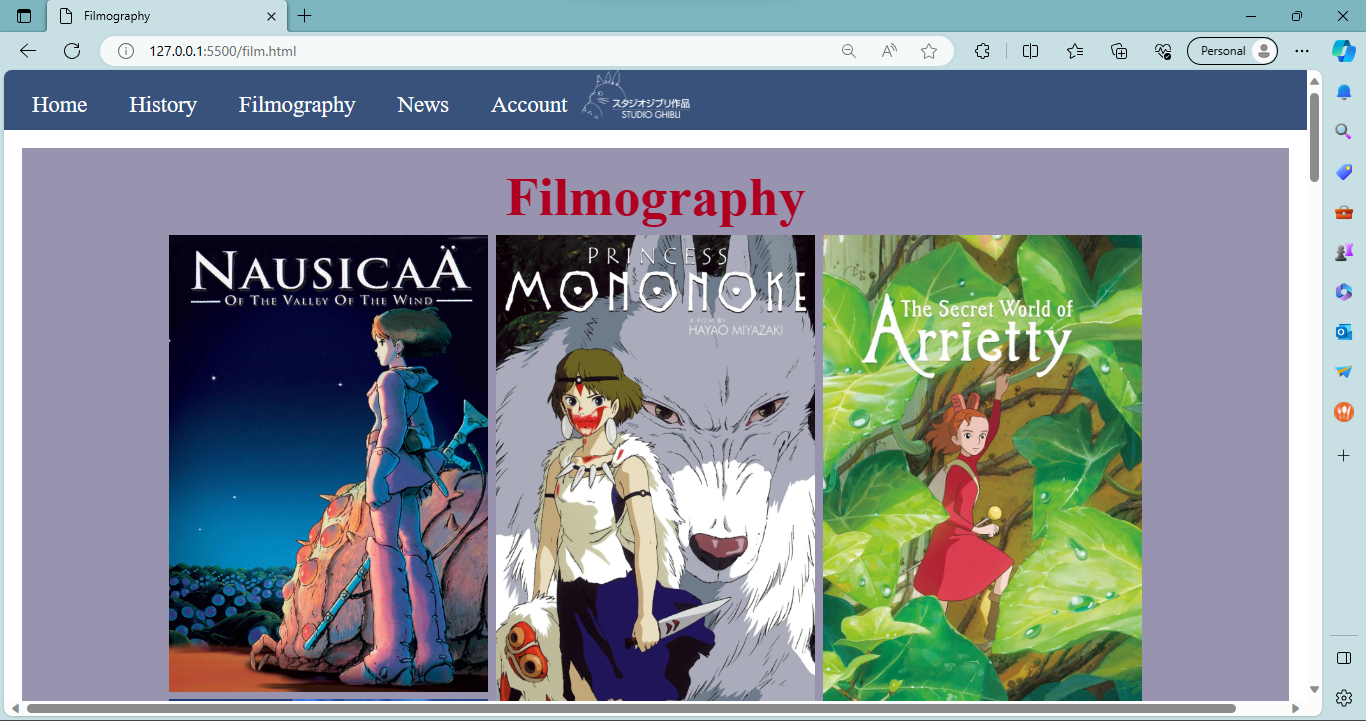 Filmography
127.0.0.1:5500/film.html
Personal
Home History Filmography News Account
スタジオジブリ作品
STUDIO GHIBLI
Filmography
NAUSICAÄ
OF THE VALLEY OF THE WIND
PRINCESS
MONONOKE
A FILM BY
HAYAO MIYAZAKI
The Secret World of
Arrietty